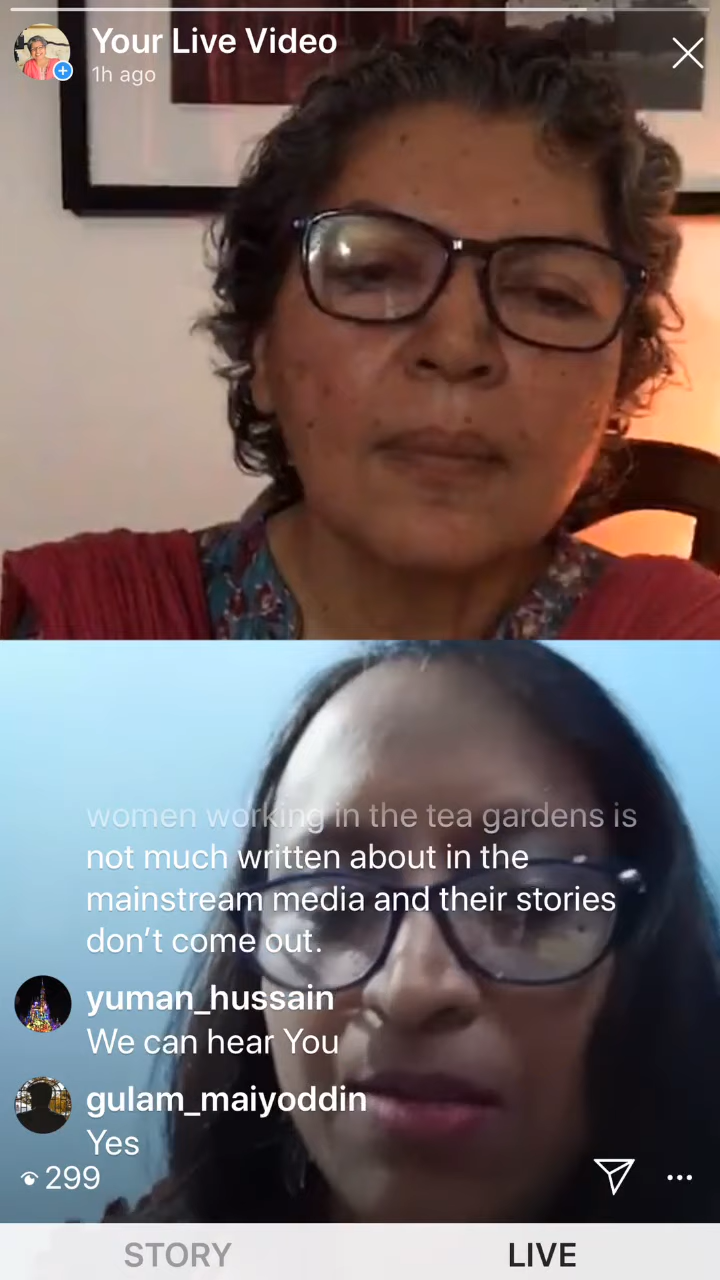 Your Live Video
1h ago
women working in the tea gardens is
not much written about in the
mainstream media and their stories
don't come out.
yuman_hussain
We can hear You
gulam_maiyoddin
Yes
299
STORY
LIVE